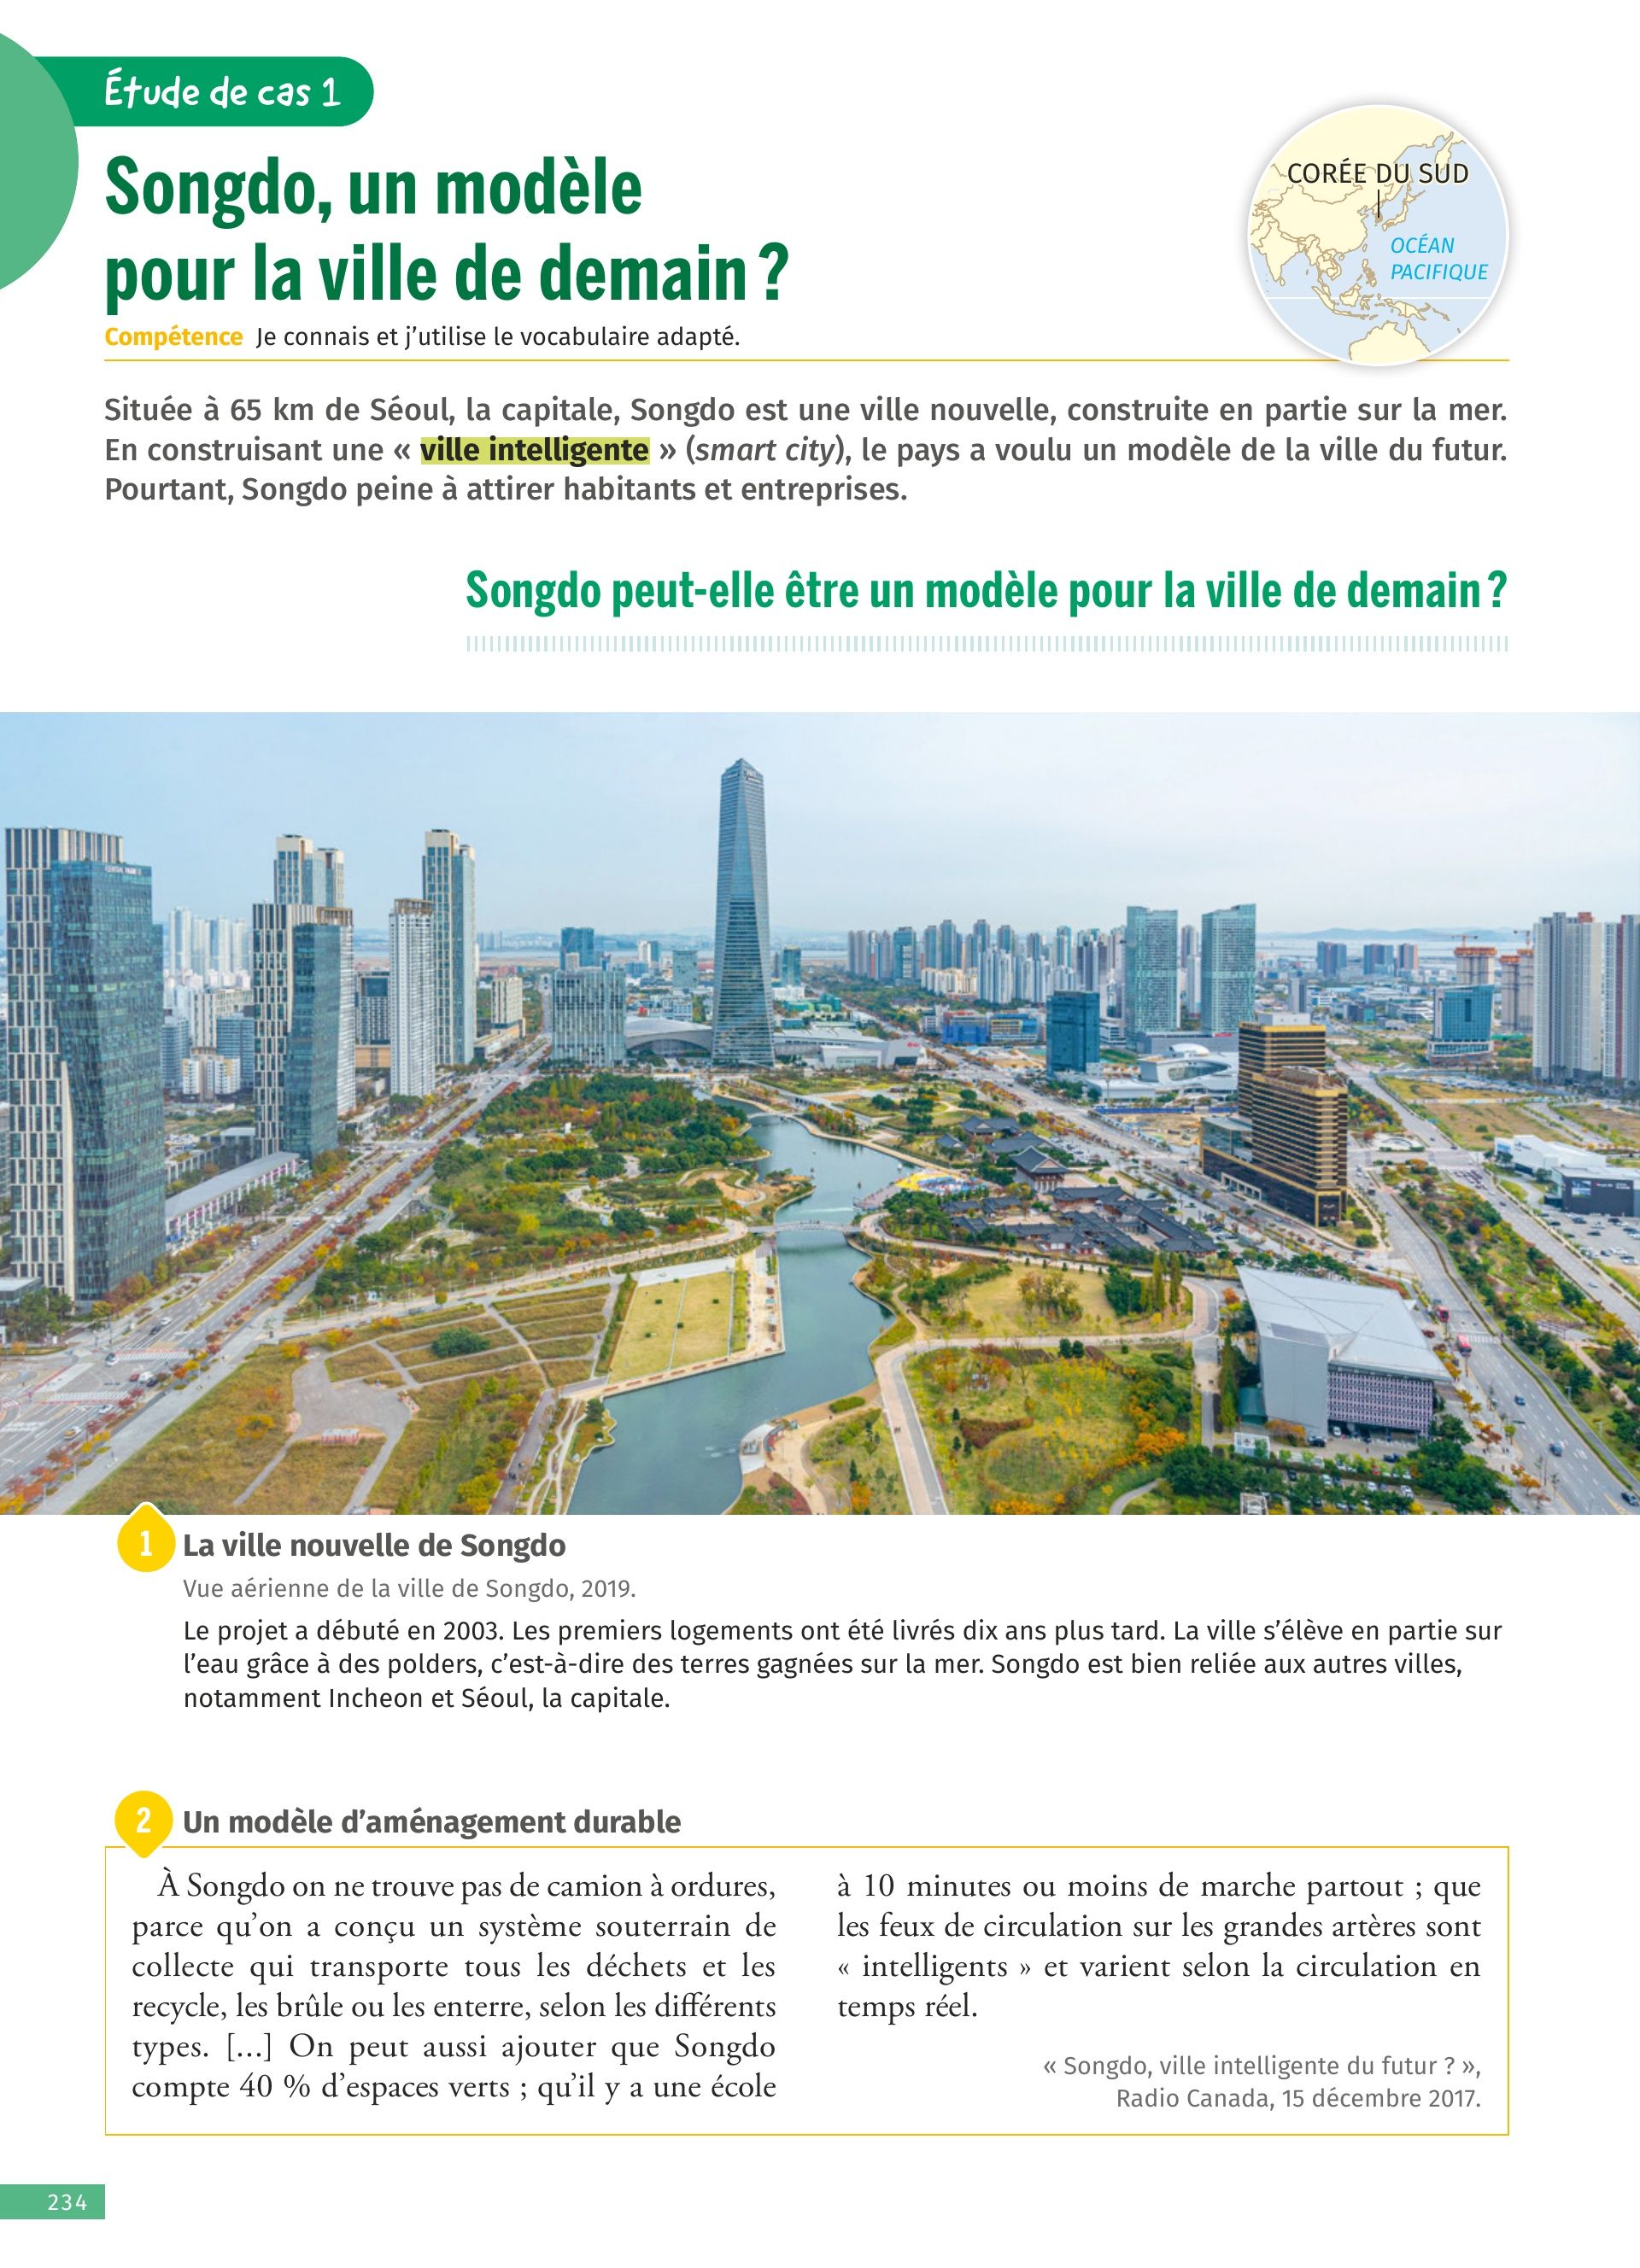 Étude de cas 1
Songdo, un modèle
pour la ville de demain ?
Compétence Je connais et j’utilise le vocabulaire adapté.
CORÉE DU SUD
OCÉAN
PACIFIQUE
Située à 65 km de Séoul, la capitale, Songdo est une ville nouvelle, construite en partie sur la mer.
En construisant une « ville intelligente » (smart city), le pays a voulu un modèle de la ville du futur.
Pourtant, Songdo peine à attirer habitants et entreprises.
Songdo peut-elle être un modèle pour la ville de demain ?
1 La ville nouvelle de Songdo
Vue aérienne de la ville de Songdo, 2019.
Le projet a débuté en 2003. Les premiers logements ont été livrés dix ans plus tard. La ville s’élève en partie sur
l’eau grâce à des polders, c’est-à-dire des terres gagnées sur la mer. Songdo est bien reliée aux autres villes,
notamment Incheon et Séoul, la capitale.
2 Un modèle d’aménagement durable
À Songdo on ne trouve pas de camion à ordures,
parce qu’on a conçu un système souterrain de
collecte qui transporte tous les déchets et les
recycle, les brûle ou les enterre, selon les différents
types. [...] On peut aussi ajouter que Songdo
compte 40 % d’espaces verts ; qu’il y a une école
à 10 minutes ou moins de marche partout ; que
les feux de circulation sur les grandes artères sont
« intelligents » et varient selon la circulation en
temps réel.
« Songdo, ville intelligente du futur ? »,
Radio Canada, 15 décembre 2017.
234